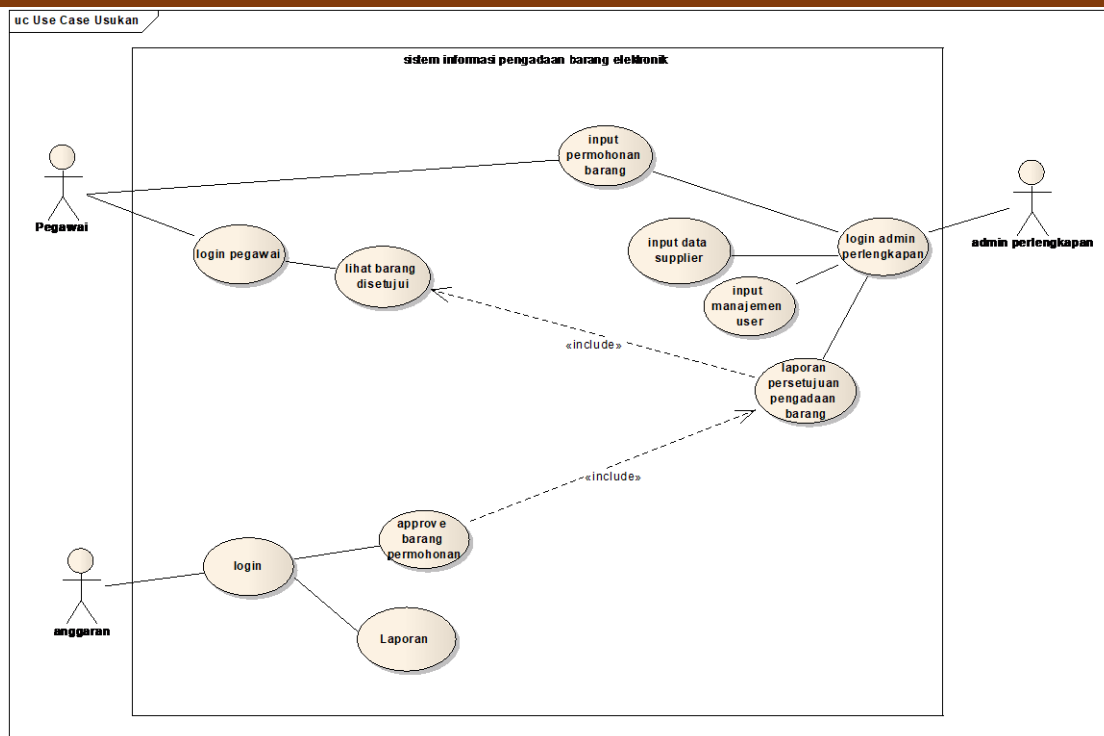 uc Use Case Usukan
sistem informasi pengadaan barang elektronik
input
permohonan
barang
Pegawai
login pegawai
lihat barang
disetujui
input data
supplier
login admin
perlengkapan
admin perlengkapan
input
manajemen
user
«include»
laporan
persetujuan
pengadaan
barang
«include»
approve
barang
permohonan
login
anggaran
Laporan